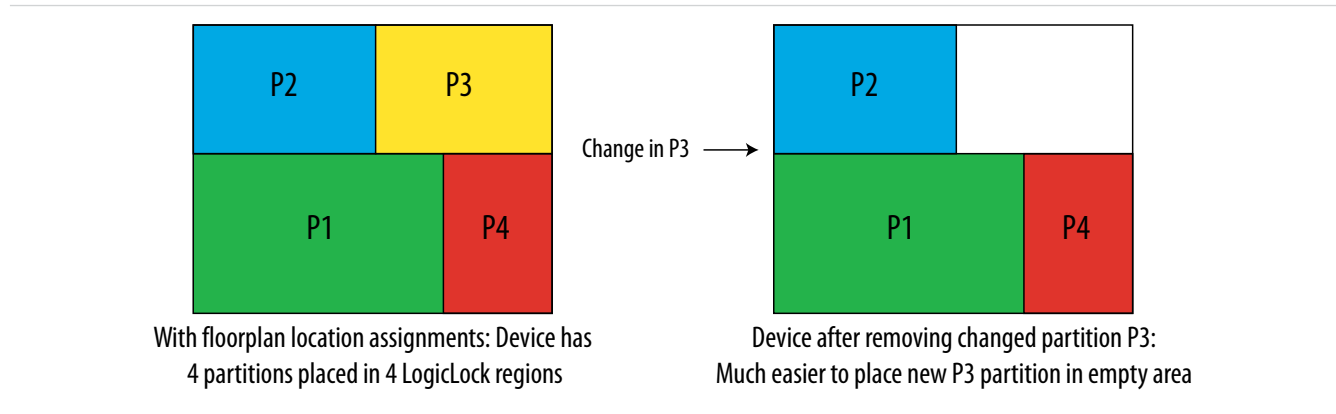 P2
P3
P1
P4
With floorplan location assignments: Device has
4 partitions placed in 4 LogicLock regions
Change in P3
P2
P1
P4
Device after removing changed partition P3:
Much easier to place new P3 partition in empty area